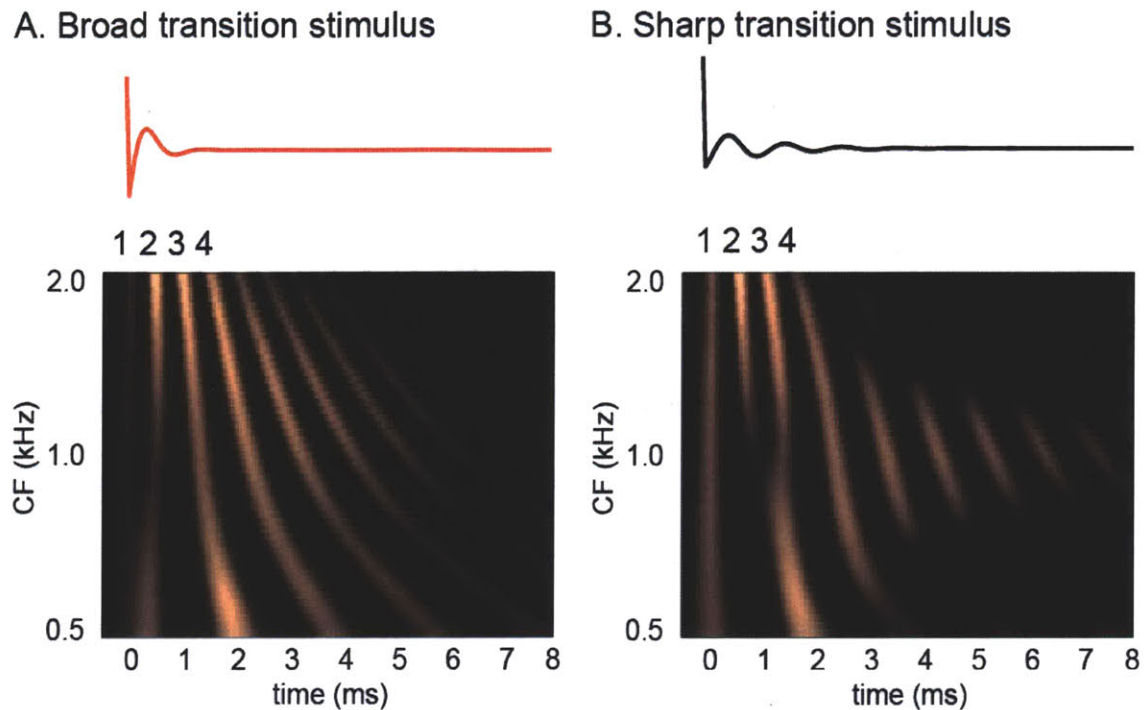 A. Broad transition stimulus
B. Sharp transition stimulus
1 2 3 4
1 2 3 4
2.0
1.0
0.5
CF (kHz)
0 1 2 3 4 5 6 7 8
time (ms)
2.0
1.0
0.5
CF (kHz)
0 1 2 3 4 5 6 7 8
time (ms)